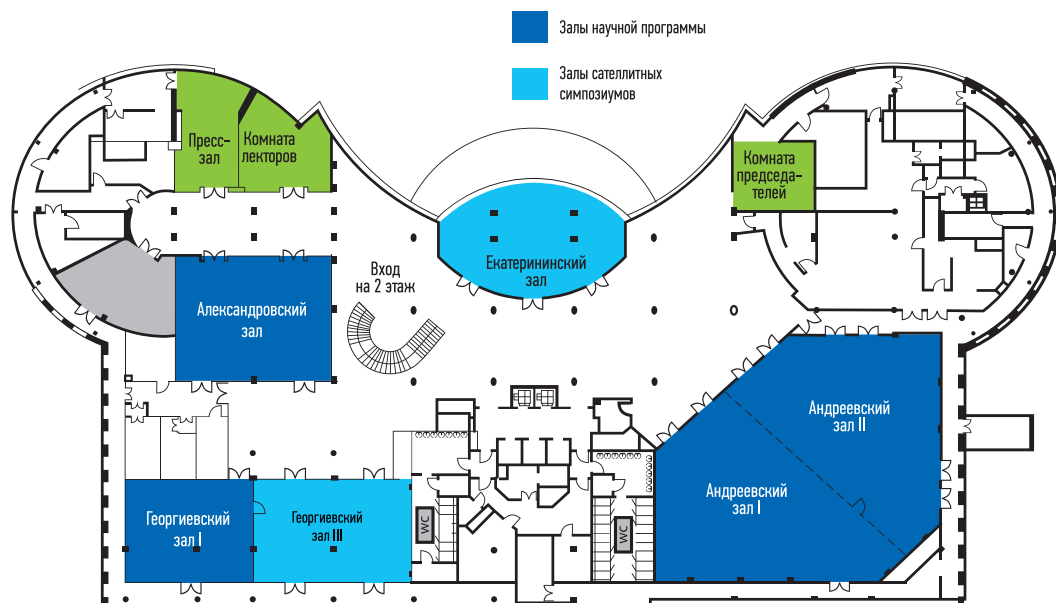 Залы научной программы
Залы сателлитных
симпозиумов
Пресс-
зал
Комната
лекторов
Комната
председа-
телей
Екатерининский
зал
Вход
на 2 этаж
Александровский
зал
Андреевский
зал II
Андреевский
зал I
Георгиевский
зал I
Георгиевский
зал III
WC
WC